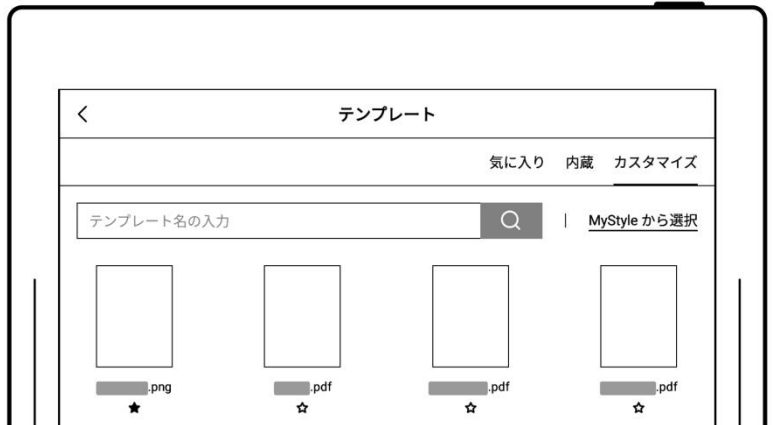 テンプレート
気に入り 内蔵 カスタマイズ
テンプレート名の入力 | MyStyle から選択
.png .pdf .pdf .pdf